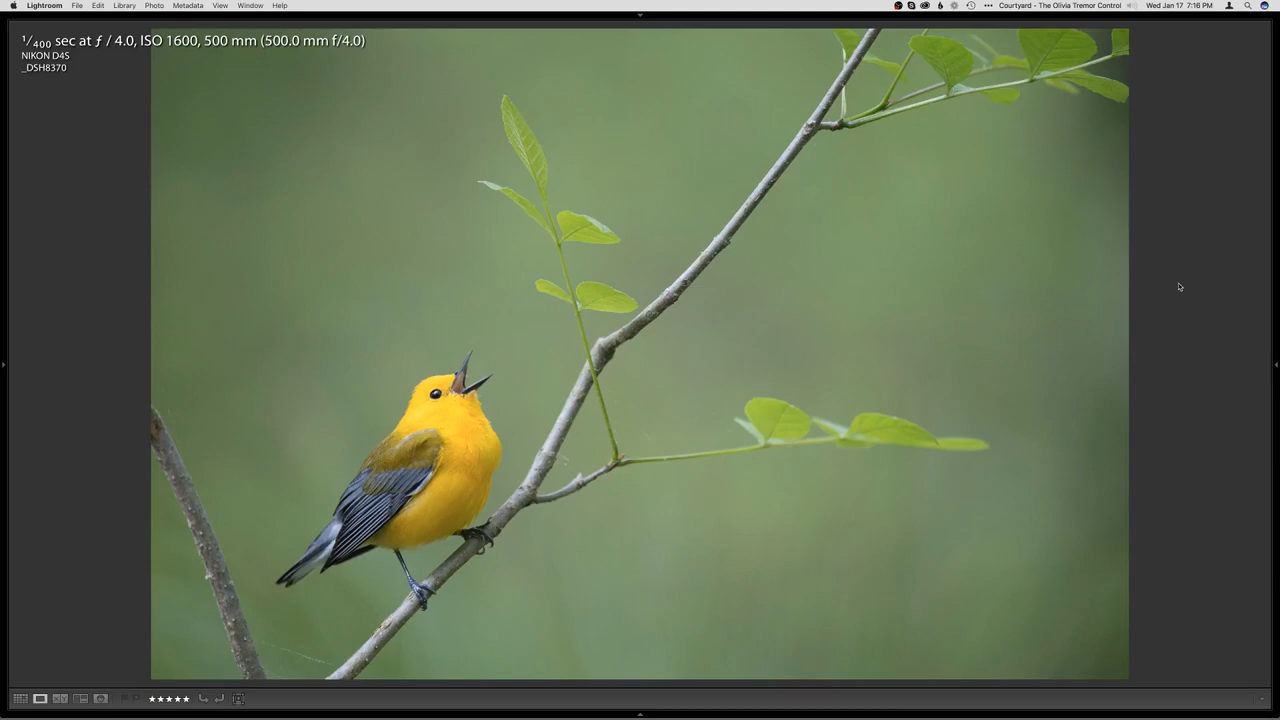 Lightroom File Edit Library Photo Metadata View Window Help
Courtyard - The Olivia Tremor Control Wed Jan 17 7:16 PM
1/400 sec at ƒ / 4.0, ISO 1600, 500 mm (500.0 mm f/4.0)
NIKON D4S
_DSH8370